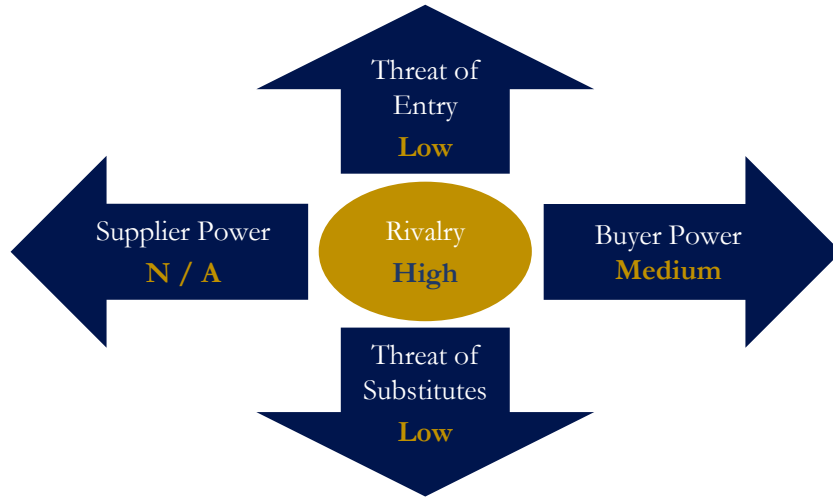 Threat of
Entry
Low
Supplier Power
N / A
Rivalry
High
Buyer Power
Medium
Threat of
Substitutes
Low